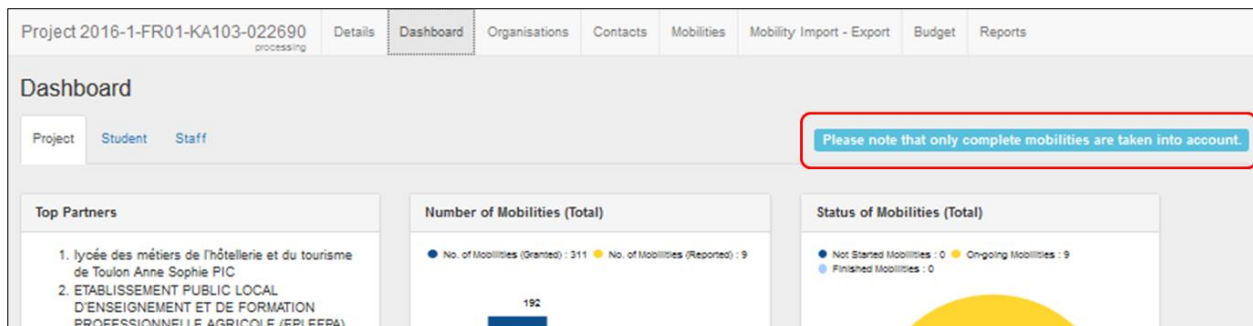 Project 2016-1-FR01-KA103-022690
processing
Details
Dashboard
Organisations
Contacts
Mobilities
Mobility Import - Export
Budget
Reports
Dashboard
Project
Student
Staff
Please note that only complete mobilities are taken into account.
Top Partners
1. lycée des métiers de l'hôtellerie et du tourisme
de Toulon Anne Sophie PIC
2. ETABLISSEMENT PUBLIC LOCAL
D'ENSEIGNEMENT ET DE FORMATION
PROFESSIONNELLE AGRICOLE (EPLEFPA)
Number of Mobilities (Total)
No. of Mobilities (Granted) : 311
No. of Mobilities (Reported) : 9
192
Status of Mobilities (Total)
Not Started Mobilities : 0
On-going Mobilities : 9
Finished Mobilities : 0